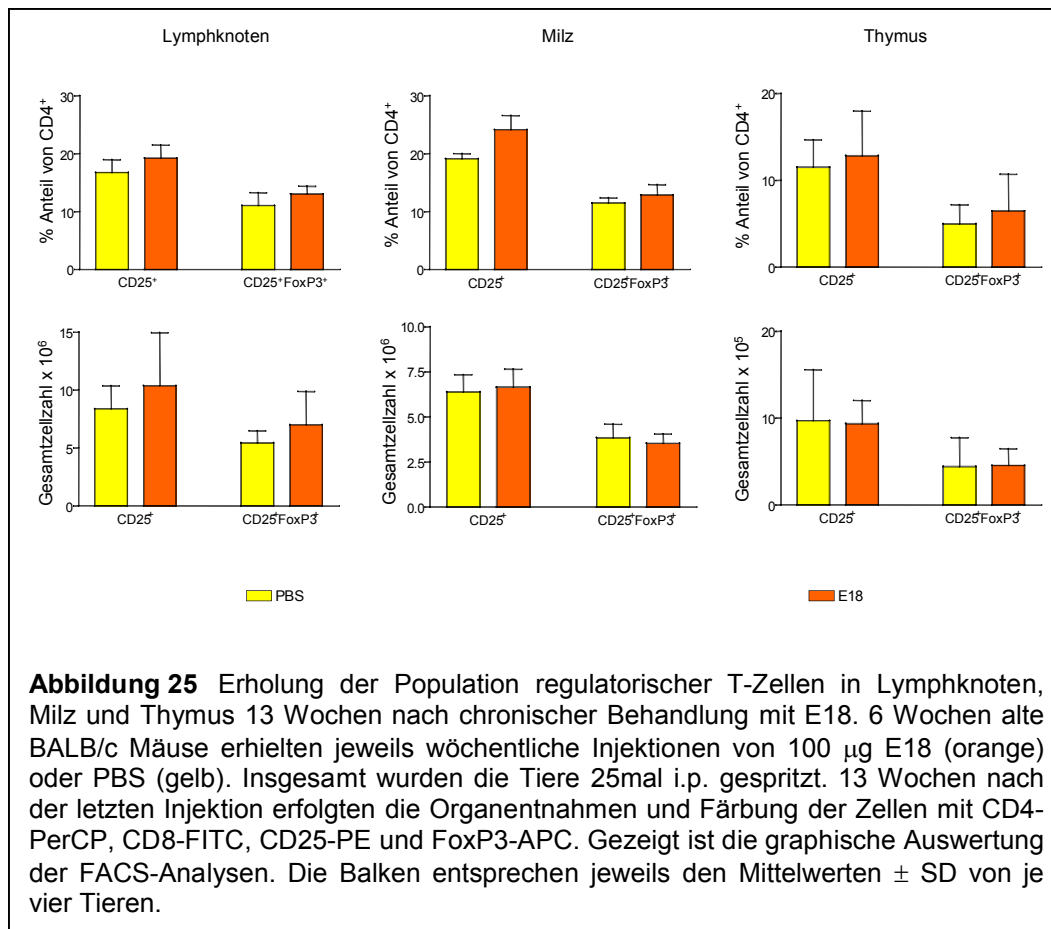 Lymphknoten
Milz
Thymus
% Anteil von CD4⁺
30
20
10
0
CD25⁺
CD25⁺FoxP3⁺
% Anteil von CD4⁺
30
20
10
0
CD25⁺
CD25⁺FoxP3⁺
% Anteil von CD4⁺
20
10
0
CD25⁺
CD25⁺FoxP3⁺
Gesamtzellzahl x 10⁶
15
10
5
0
CD25⁺
CD25⁺FoxP3⁺
Gesamtzellzahl x 10⁶
10.0
7.5
5.0
2.5
0.0
CD25⁺
CD25⁺FoxP3⁺
Gesamtzellzahl x 10⁵
20
10
0
CD25⁺
CD25⁺FoxP3⁺
PBS
E18
Abbildung 25 Erholung der Population regulatorischer T-Zellen in Lymphknoten,
Milz und Thymus 13 Wochen nach chronischer Behandlung mit E18. 6 Wochen alte
BALB/c Mäuse erhielten jeweils wöchentliche Injektionen von 100 µg E18 (orange)
oder PBS (gelb). Insgesamt wurden die Tiere 25mal i.p. gespritzt. 13 Wochen nach
der letzten Injektion erfolgten die Organentnahmen und Färbung der Zellen mit CD4-
PerCP, CD8-FITC, CD25-PE und FoxP3-APC. Gezeigt ist die graphische Auswertung
der FACS-Analysen. Die Balken entsprechen jeweils den Mittelwerten ± SD von je
vier Tieren.